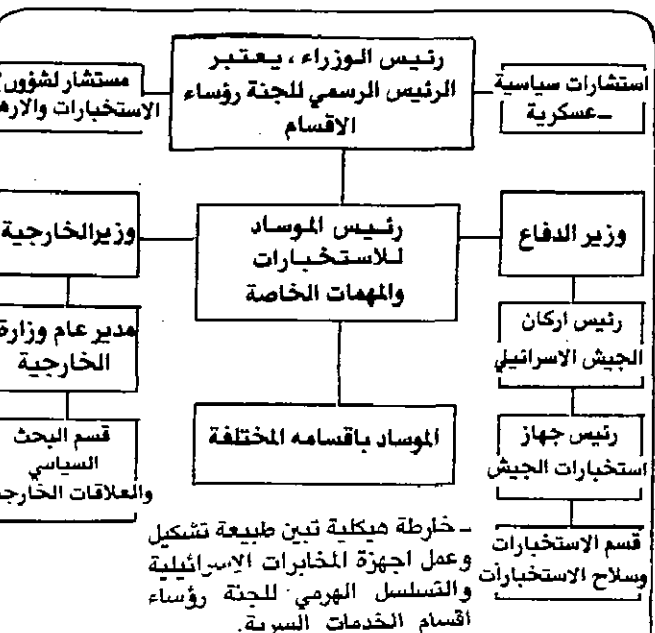 رئيس الوزراء ، يعتبر
الرئيس الرسمي للجنة رؤساء
الاقسام
استشارات سياسية
-عسكرية
مستشار لشؤون
الاستخبارات
وزير الدفاع
رئيس الموساد
للاستخبارات
والمهمات الخاصة
وزير الخارجية
رئيس اركان
الجيش الاسرائيلي
مدير عام وزارة
الخارجية
رئيس جهاز
استخبارات الجيش
الموساد باقسامه المختلفة
قسم البحث
السياسي
والعلاقات
قسم الاستخبارات
وسلاح الاستخبارات
- خارطة هيكلية تبين طبيعة تشكيل
وعمل اجهزة المخابرات الاسرائيلية
والتسلسل الهرمي للجنة رؤساء
اقسام الخدمات السرية.